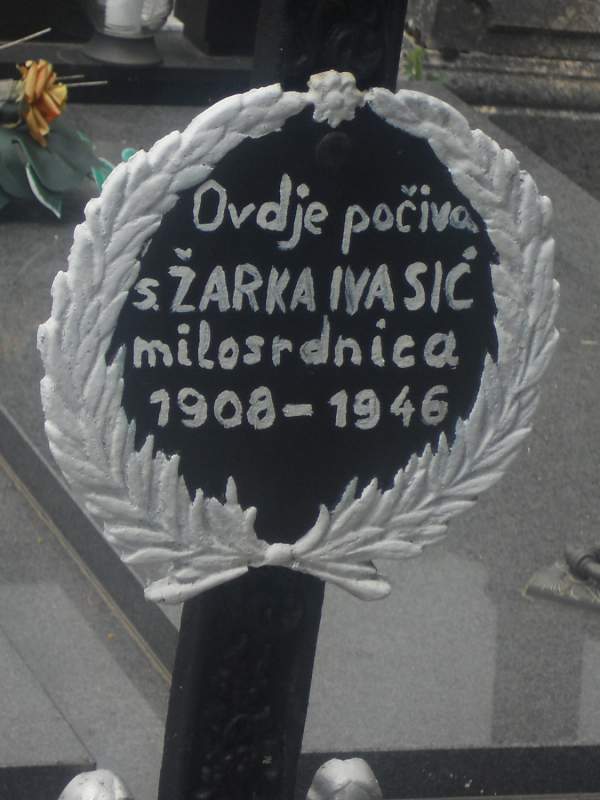 Ovdje počiva
s. ŽARKA IVASIĆ
milosrdnica
1908-1946